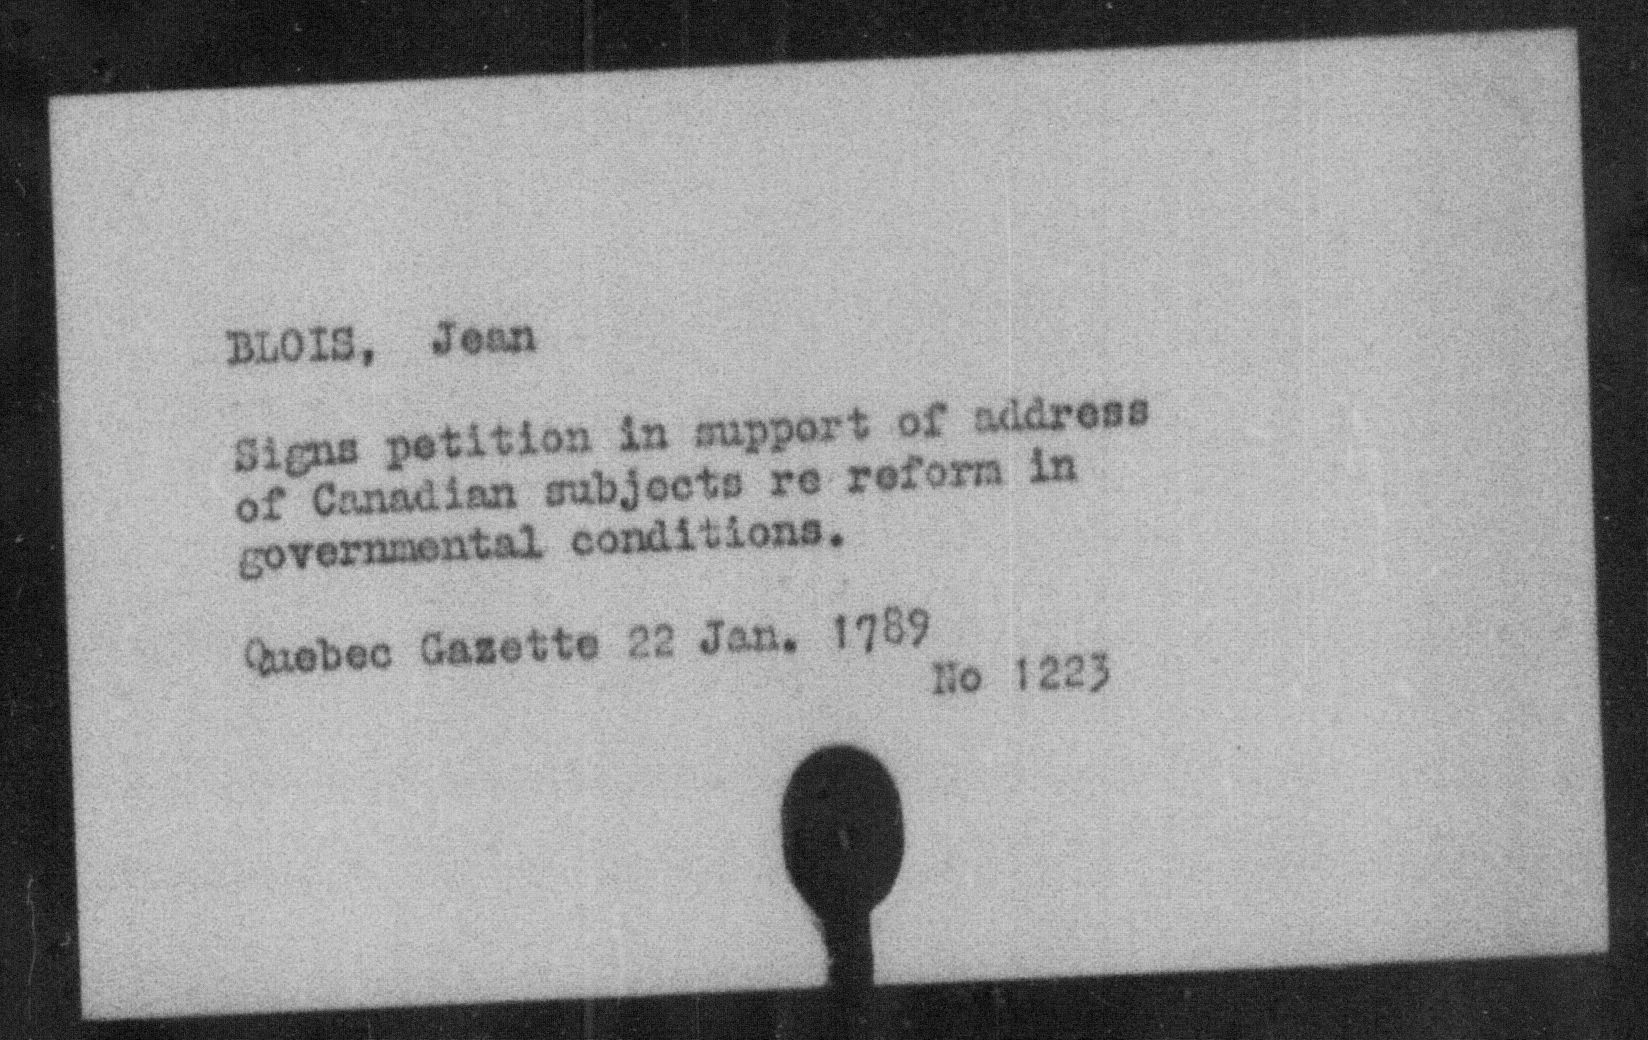 BLOIS, Jean
Signs petition in support of address
of Canadian subjects re reform in
governmental conditions.
Quebec Gazette 22 Jan. 1789
No 1223